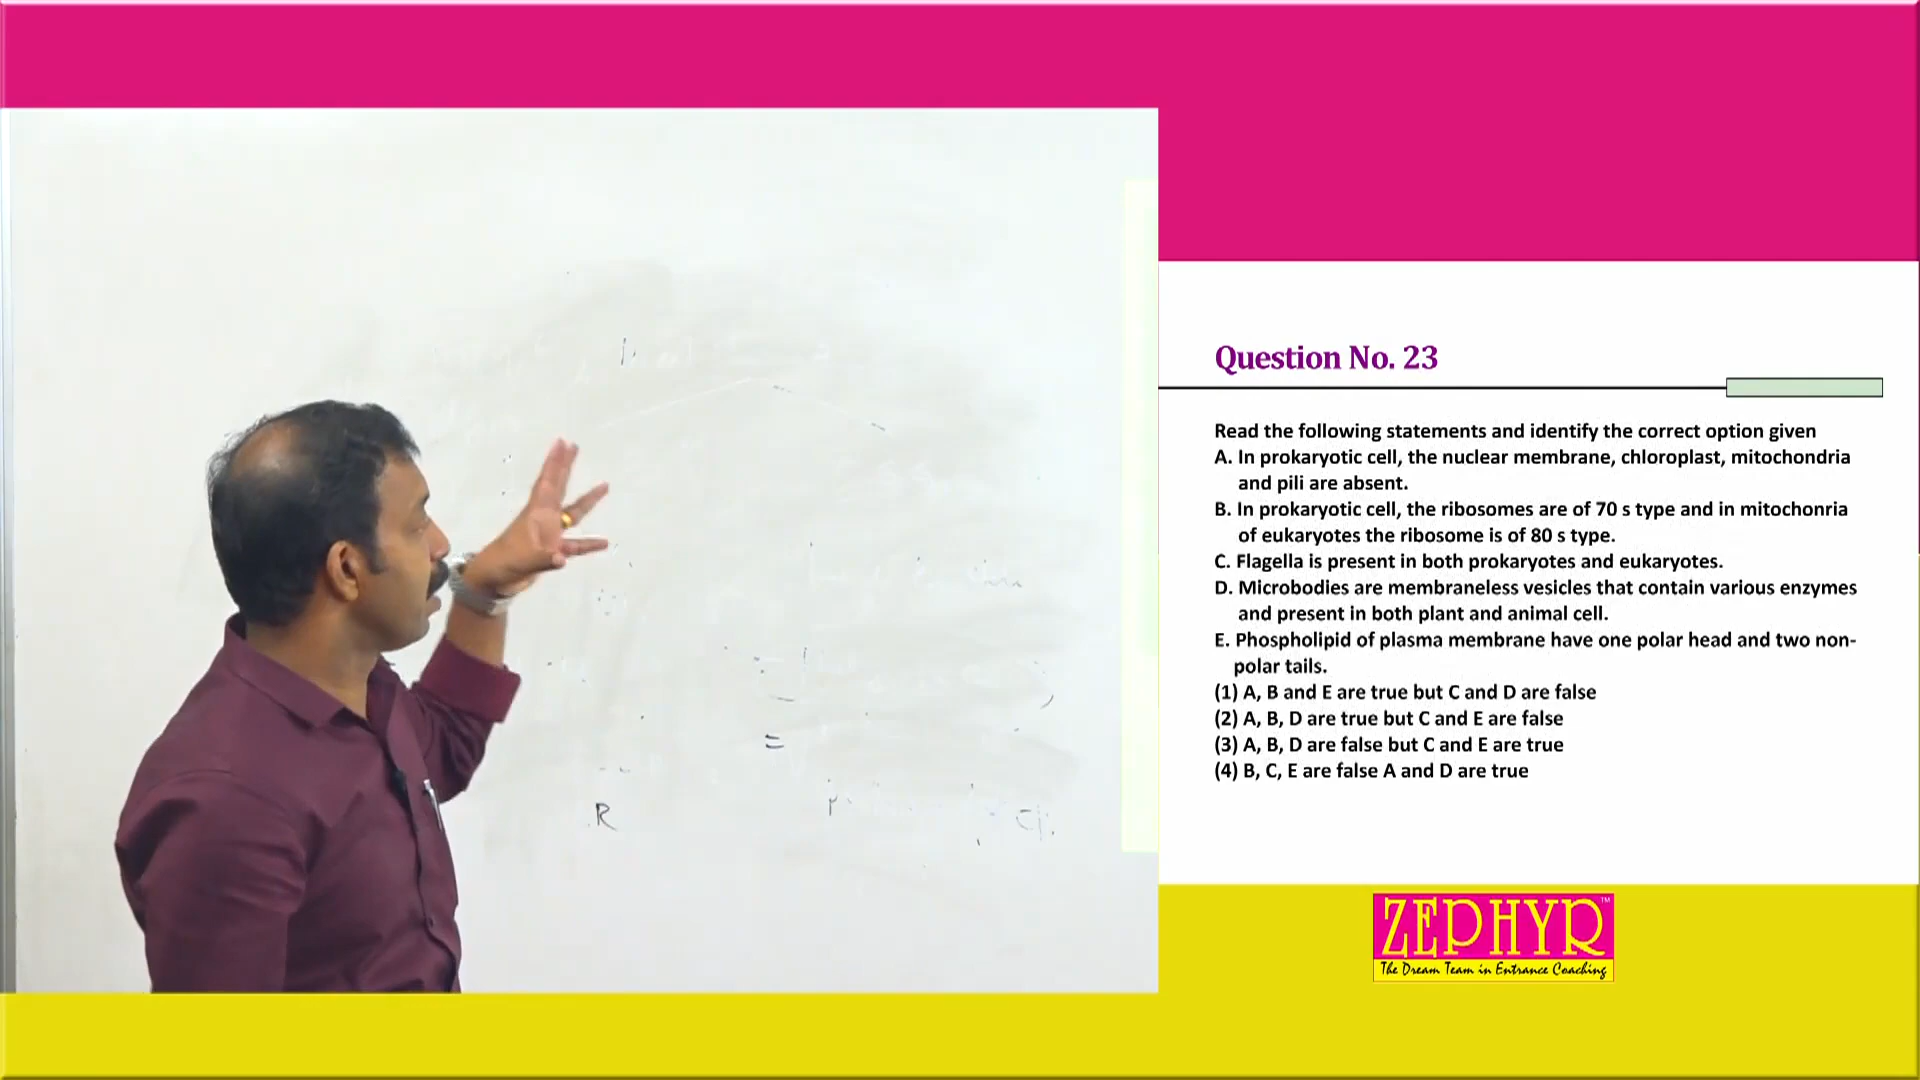 Question No. 23
Read the following statements and identify the correct option given
A. In prokaryotic cell, the nuclear membrane, chloroplast, mitochondria
and pili are absent.
B. In prokaryotic cell, the ribosomes are of 70 s type and in mitochonria
of eukaryotes the ribosome is of 80 s type.
C. Flagella is present in both prokaryotes and eukaryotes.
D. Microbodies are membraneless vesicles that contain various enzymes
and present in both plant and animal cell.
E. Phospholipid of plasma membrane have one polar head and two non-
polar tails.
(1) A, B and E are true but C and D are false
(2) A, B, D are true but C and E are false
(3) A, B, D are false but C and E are true
(4) B, C, E are false A and D are true
R
ZEPHYR™
The Dream Team in Entrance Coaching